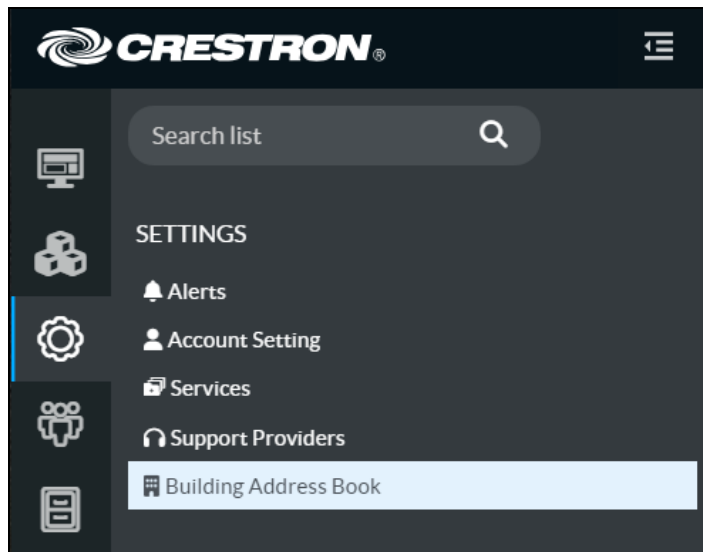 CRESTRON®
Search list
SETTINGS
Alerts
Account Setting
Services
Support Providers
Building Address Book